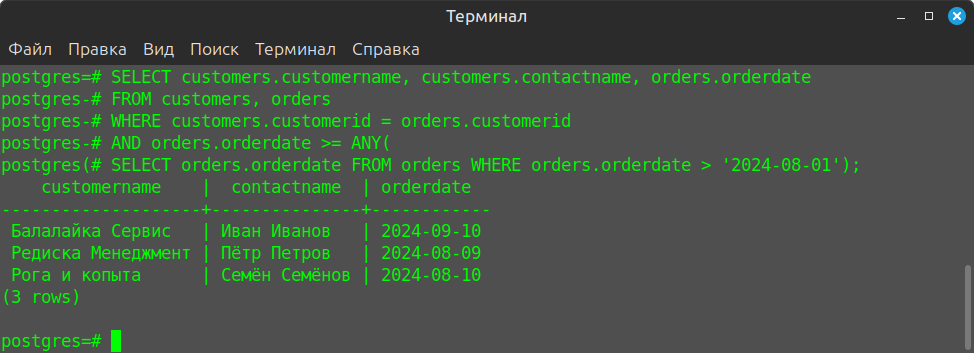 Терминал
Файл Правка Вид Поиск Терминал Справка
postgres=# SELECT customers.customername, customers.contactname, orders.orderdate
postgres-# FROM customers, orders
postgres-# WHERE customers.customerid = orders.customerid
postgres-# AND orders.orderdate >= ANY(
postgres(# SELECT orders.orderdate FROM orders WHERE orders.orderdate > '2024-08-01');
    customername    |  contactname  | orderdate
--------------------+---------------+------------
 Балалайка Сервис   | Иван Иванов   | 2024-09-10
 Редиска Менеджмент | Пётр Петров   | 2024-08-09
 Рога и копыта      | Семён Семёнов | 2024-08-10
(3 rows)
postgres=#